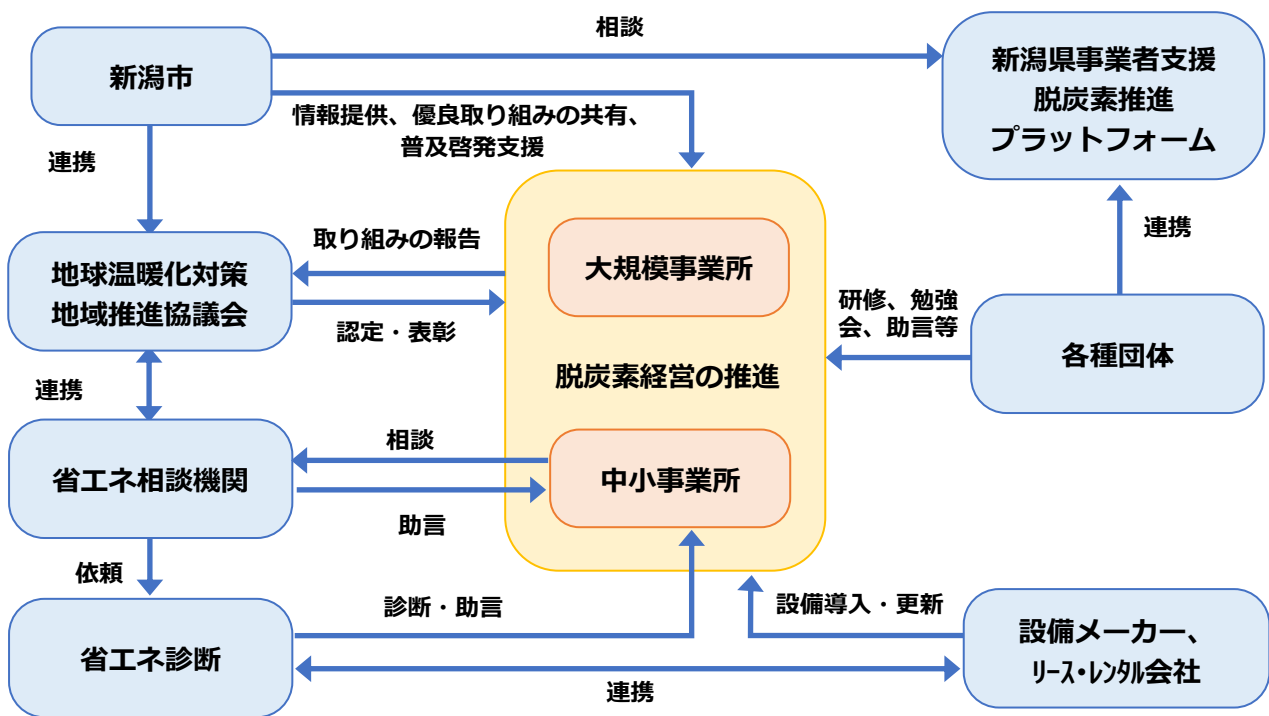 相談
新潟市
新潟県事業者支援
脱炭素推進
プラットフォーム
情報提供、優良取り組みの共有、
普及啓発支援
連携
連携
取り組みの報告
大規模事業所
地球温暖化対策
地域推進協議会
認定・表彰
研修、勉強
会、助言等
各種団体
脱炭素経営の推進
連携
相談
省エネ相談機関
中小事業所
助言
依頼
診断・助言
設備導入・更新
省エネ診断
設備メーカー、
リース・レンタル会社
連携